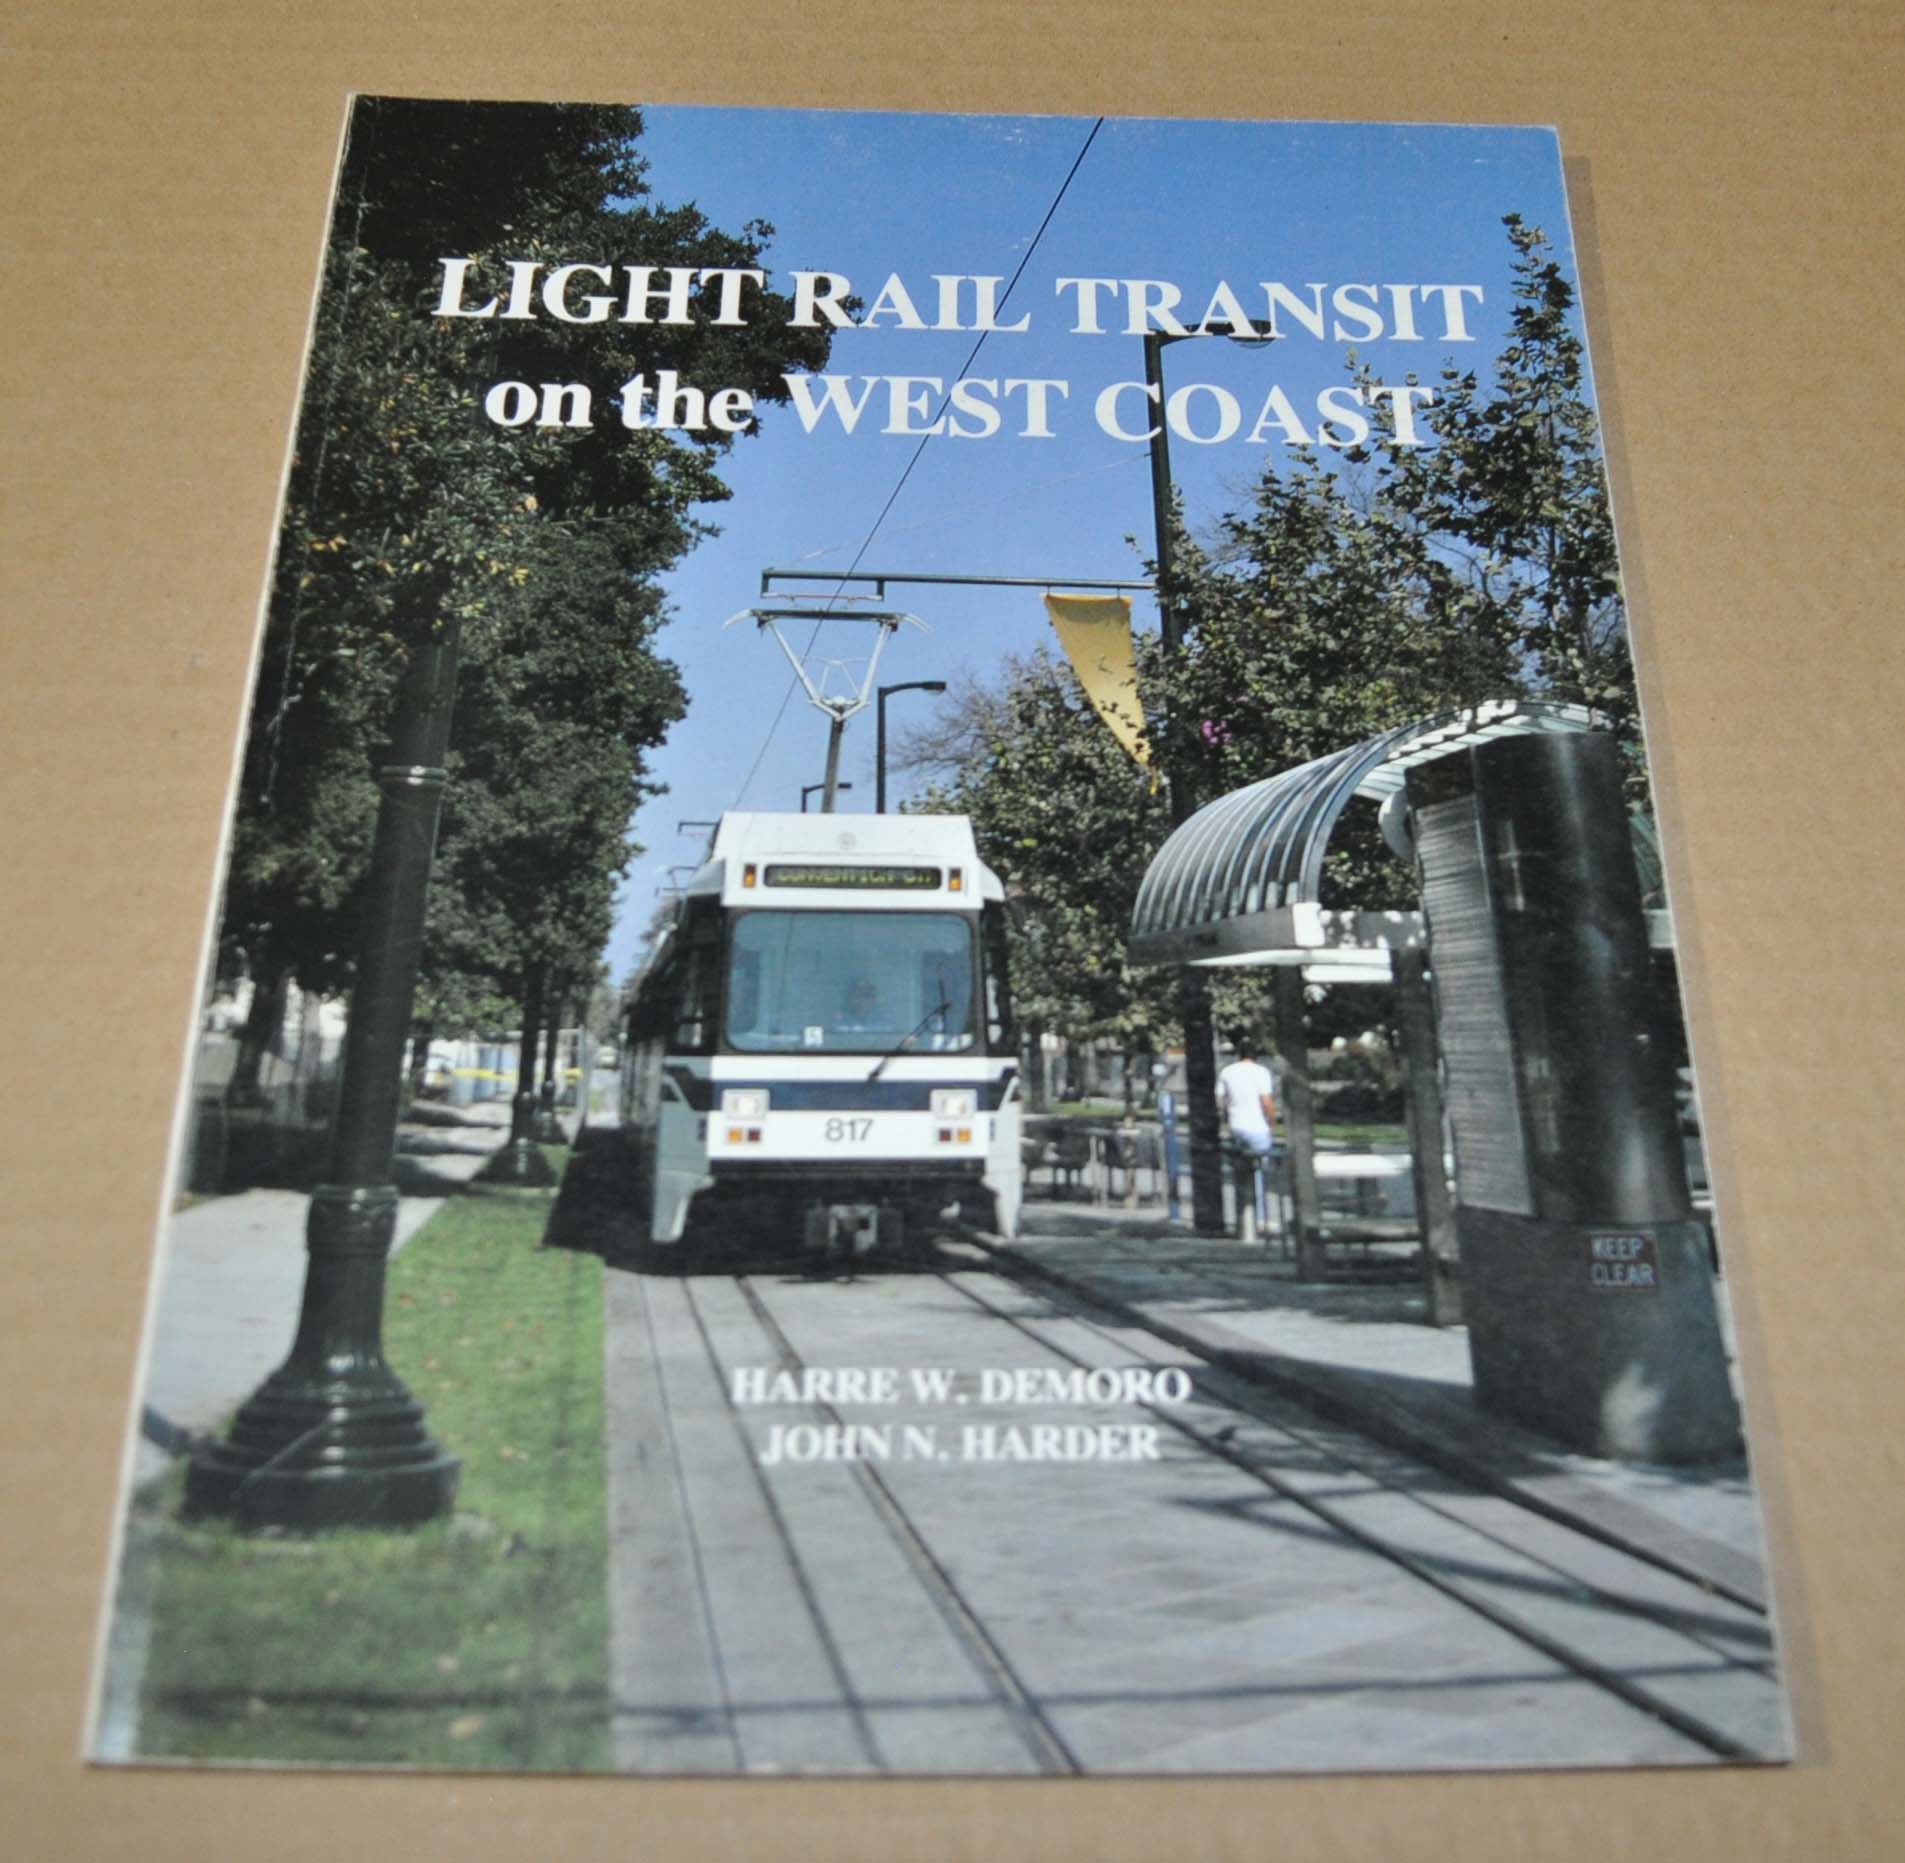 LIGHT RAIL TRANSIT
on the WEST COAST
817
KEEP
CLEAR
HARRE W. DEMORO
JOHN N. HARDER